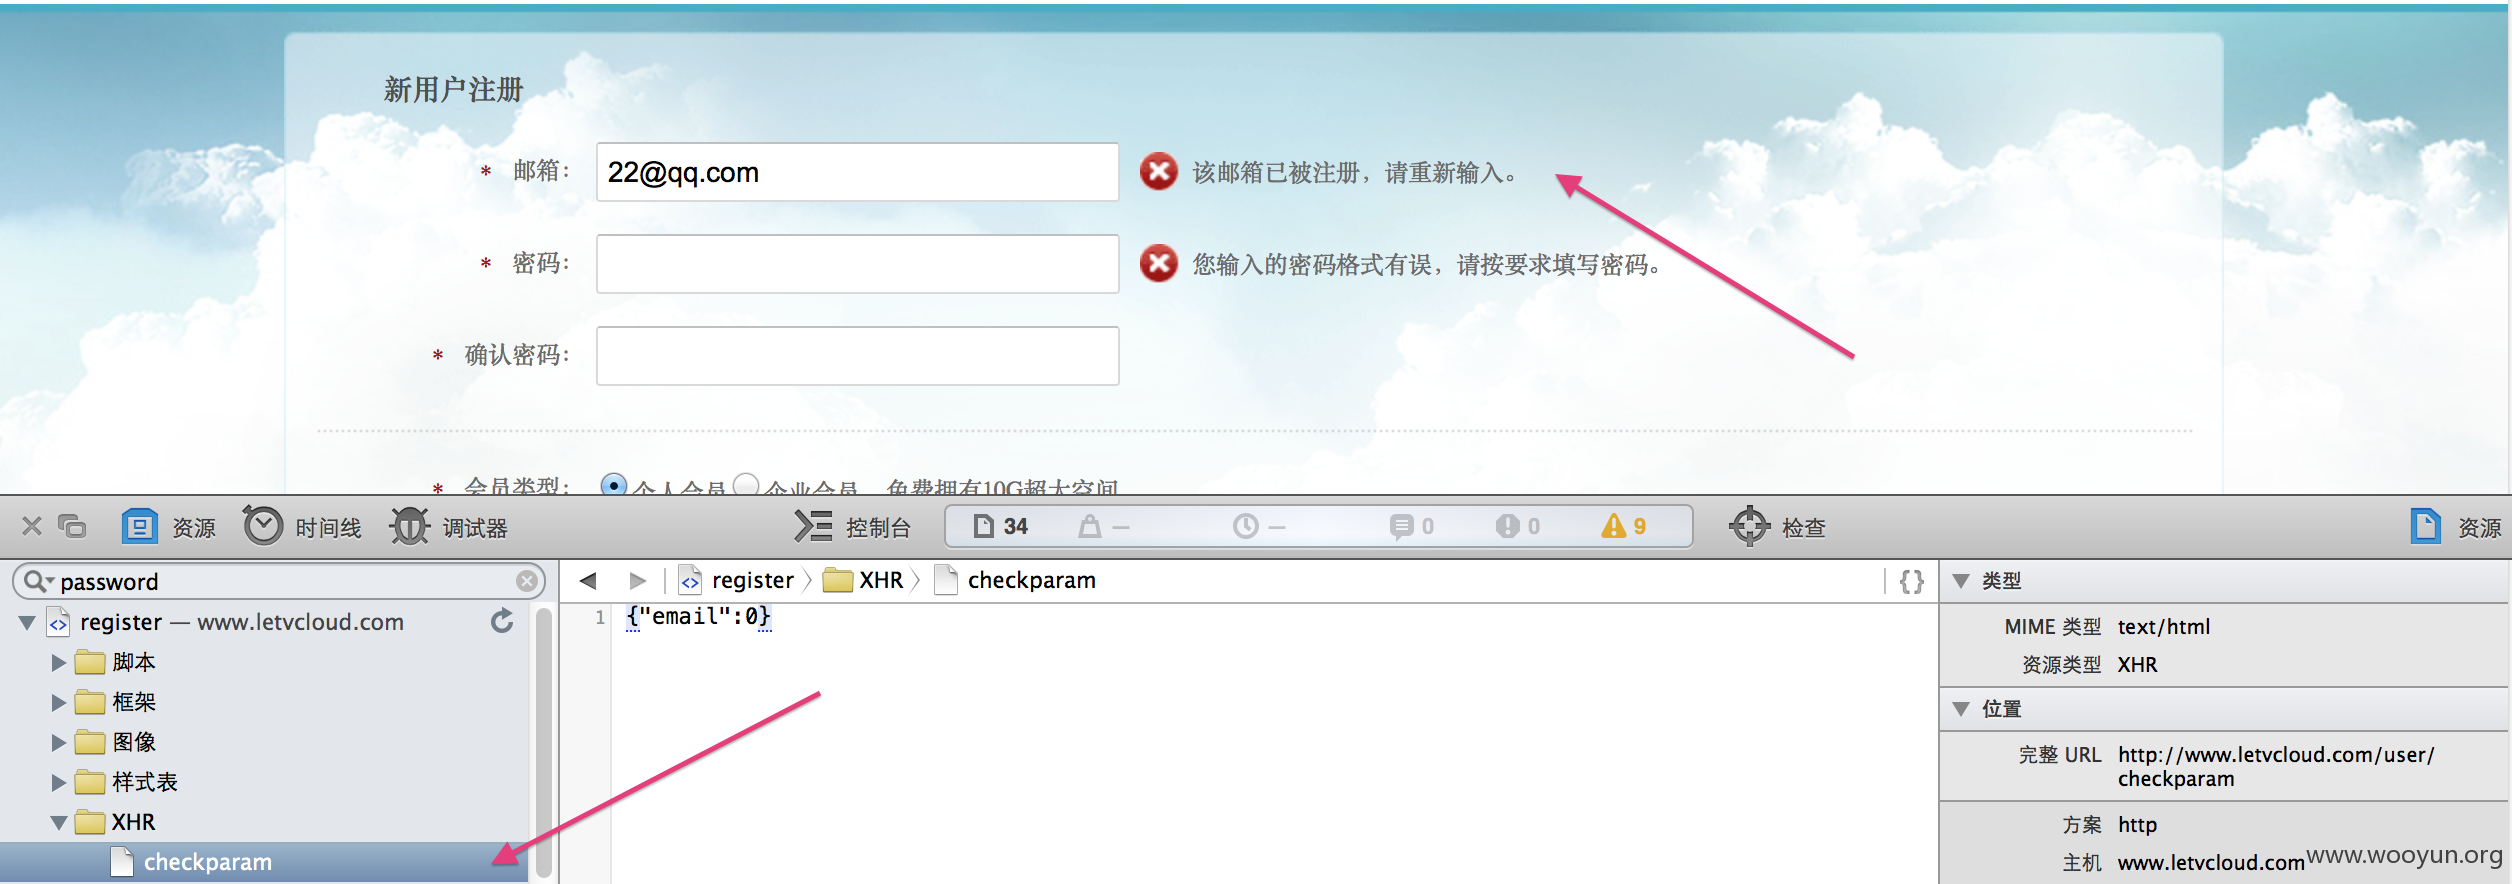 新用户注册
* 邮箱： 22@qq.com 该邮箱已被注册，请重新输入。
* 密码： 您输入的密码格式有误，请按要求填写密码。
* 确认密码：
* 会员类型： 个人会员 企业会员 免费拥有10G超大空间
资源 时间线 调试器 控制台 34 — — 0 0 9 检查 资源
password register XHR checkparam {} 类型
1 {"email":0}
register — www.letvcloud.com
脚本
框架
图像
样式表
XHR
checkparam
MIME 类型 text/html
资源类型 XHR
位置
完整 URL http://www.letvcloud.com/user/
checkparam
方案 http
主机 www.letvcloud.com
www.wooyun.org